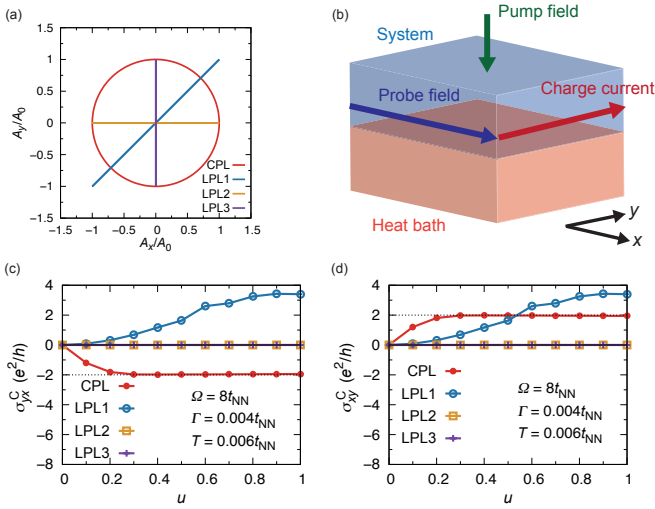 (a)
1.5
1
0.5
0
-0.5
-1
-1.5
A_y/A_0
-1.5 -1 -0.5 0 0.5 1 1.5
A_x/A_0
CPL
LPL1
LPL2
LPL3
(b)
Pump field
System
Probe field
Charge current
Heat bath
y
x
(c)
4
2
0
−2
−4
−6
−8
σ^C_yx (e²/h)
CPL
LPL1
LPL2
LPL3
Ω = 8t_NN
Γ = 0.004t_NN
T = 0.006t_NN
0 0.2 0.4 0.6 0.8 1
u
(d)
4
2
0
−2
−4
−6
−8
σ^C_xy (e²/h)
CPL
LPL1
LPL2
LPL3
Ω = 8t_NN
Γ = 0.004t_NN
T = 0.006t_NN
0 0.2 0.4 0.6 0.8 1
u